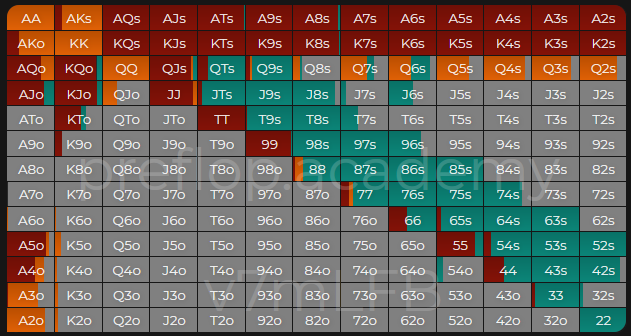 AA AKs AQs AJs ATs A9s A8s A7s A6s A5s A4s A3s A2s
AKo KK KQs KJs KTs K9s K8s K7s K6s K5s K4s K3s K2s
AQo KQo QQ QJs QTs Q9s Q8s Q7s Q6s Q5s Q4s Q3s Q2s
AJo KJo QJo JJ JTs J9s J8s J7s J6s J5s J4s J3s J2s
ATo KTo QTo JTo TT T9s T8s T7s T6s T5s T4s T3s T2s
A9o K9o Q9o J9o T9o 99 98s 97s 96s 95s 94s 93s 92s
A8o K8o Q8o J8o T8o 98o 88 87s 86s 85s 84s 83s 82s
preflop.academy
A7o K7o Q7o J7o T7o 97o 87o 77 76s 75s 74s 73s 72s
A6o K6o Q6o J6o T6o 96o 86o 76o 66 65s 64s 63s 62s
A5o K5o Q5o J5o T5o 95o 85o 75o 65o 55 54s 53s 52s
A4o K4o Q4o J4o T4o 94o 84o 74o 64o 54o 44 43s 42s
v7mLFB
A3o K3o Q3o J3o T3o 93o 83o 73o 63o 53o 43o 33 32s
A2o K2o Q2o J2o T2o 92o 82o 72o 62o 52o 42o 32o 22